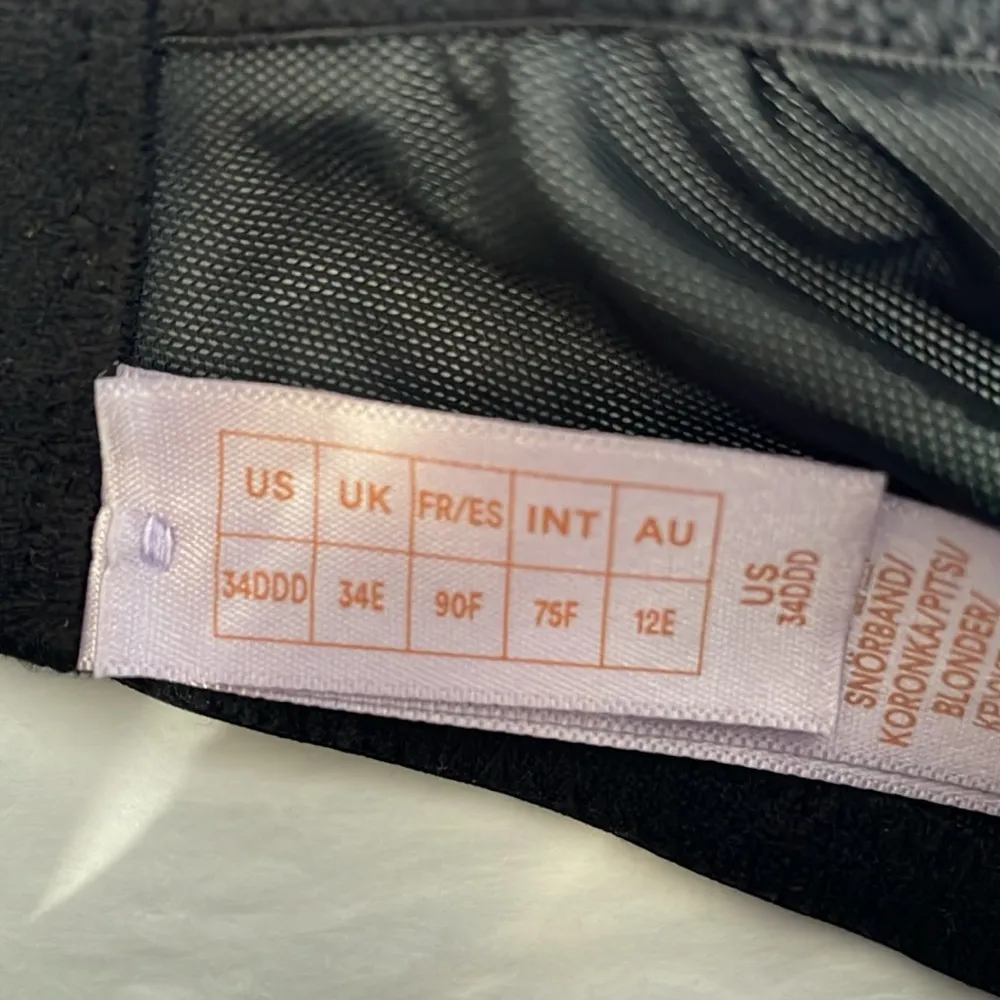 US UK FR/ES INT AU
34DDD 34E 90F 75F 12E
US
34DDD
SNÖRBAND/
KORONKA/PITSI/
BLONDER/